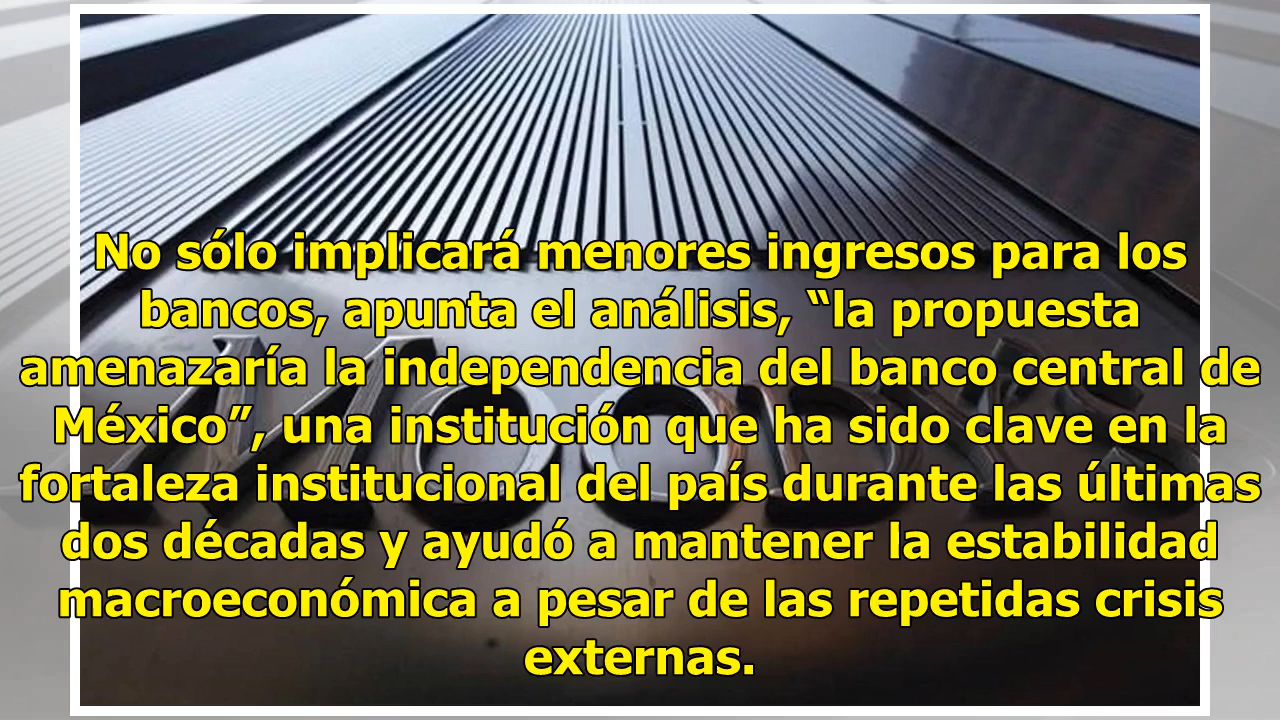 No sólo implicará menores ingresos para los
bancos, apunta el análisis, “la propuesta
amenazaría la independencia del banco central de
México”, una institución que ha sido clave en la
fortaleza institucional del país durante las últimas
dos décadas y ayudó a mantener la estabilidad
macroeconómica a pesar de las repetidas crisis
externas.
MOODY'S